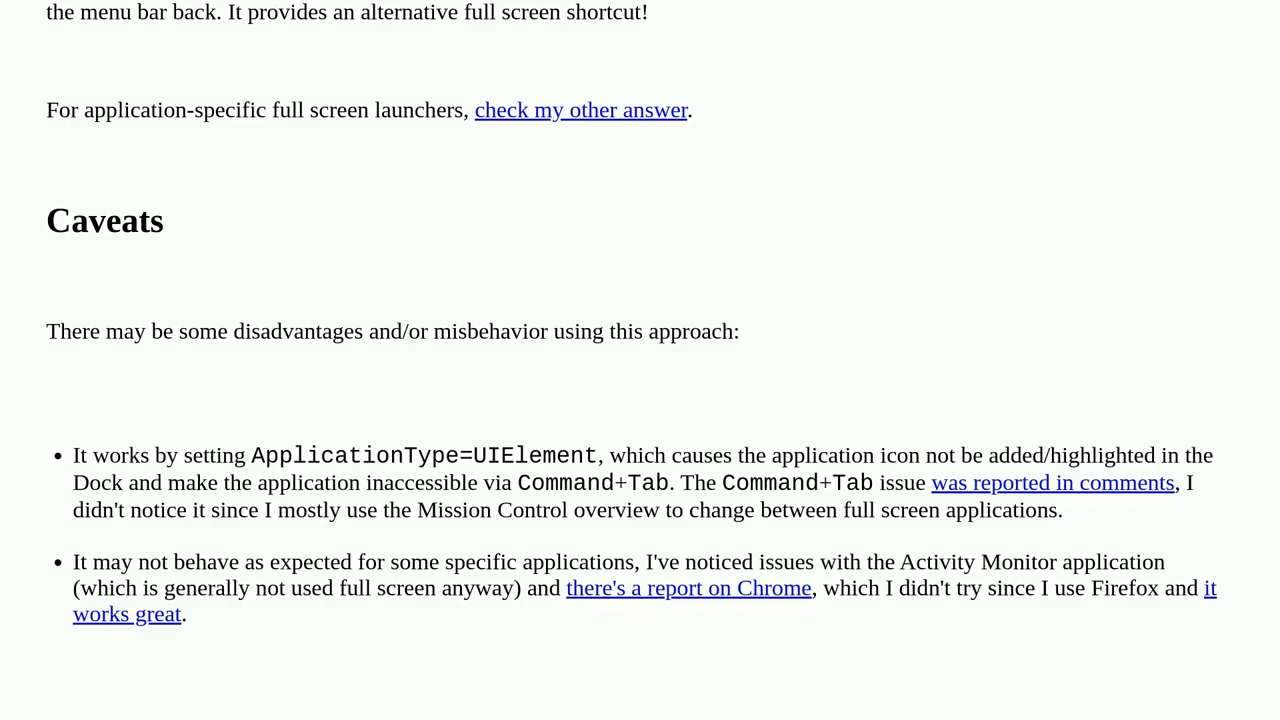 the menu bar back. It provides an alternative full screen shortcut!
For application-specific full screen launchers, check my other answer.
Caveats
There may be some disadvantages and/or misbehavior using this approach:
• It works by setting ApplicationType=UIElement, which causes the application icon not be added/highlighted in the
Dock and make the application inaccessible via Command+Tab. The Command+Tab issue was reported in comments, I
didn't notice it since I mostly use the Mission Control overview to change between full screen applications.
• It may not behave as expected for some specific applications, I've noticed issues with the Activity Monitor application
(which is generally not used full screen anyway) and there's a report on Chrome, which I didn't try since I use Firefox and it
works great.